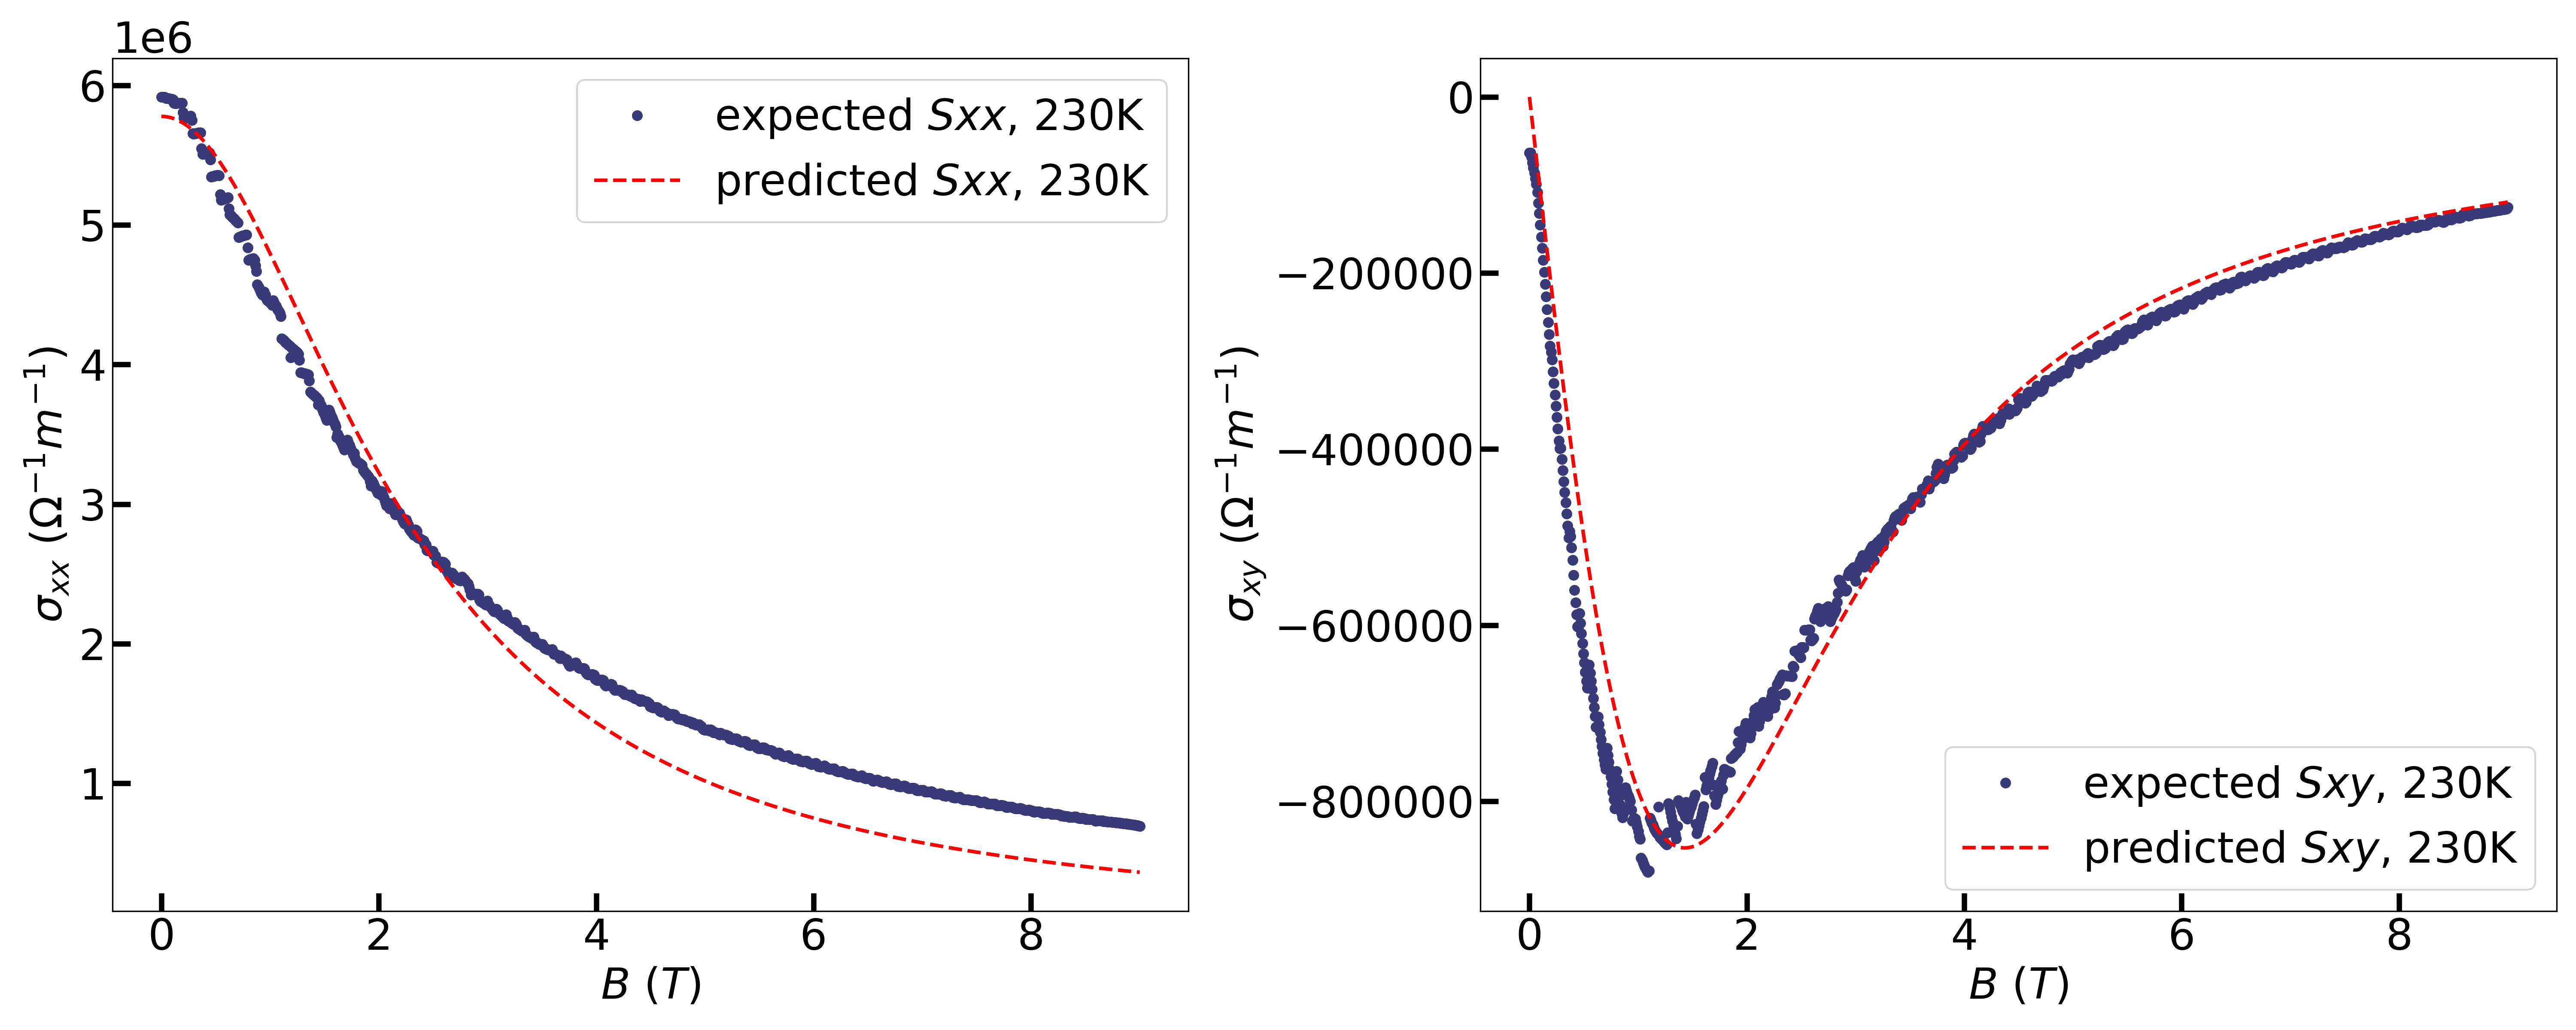 1e6
6
5
4
3
2
1
σxx (Ω⁻¹m⁻¹)
expected Sxx, 230K
predicted Sxx, 230K
0 2 4 6 8
B (T)
0
−200000
−400000
−600000
−800000
σxy (Ω⁻¹m⁻¹)
expected Sxy, 230K
predicted Sxy, 230K
0 2 4 6 8
B (T)